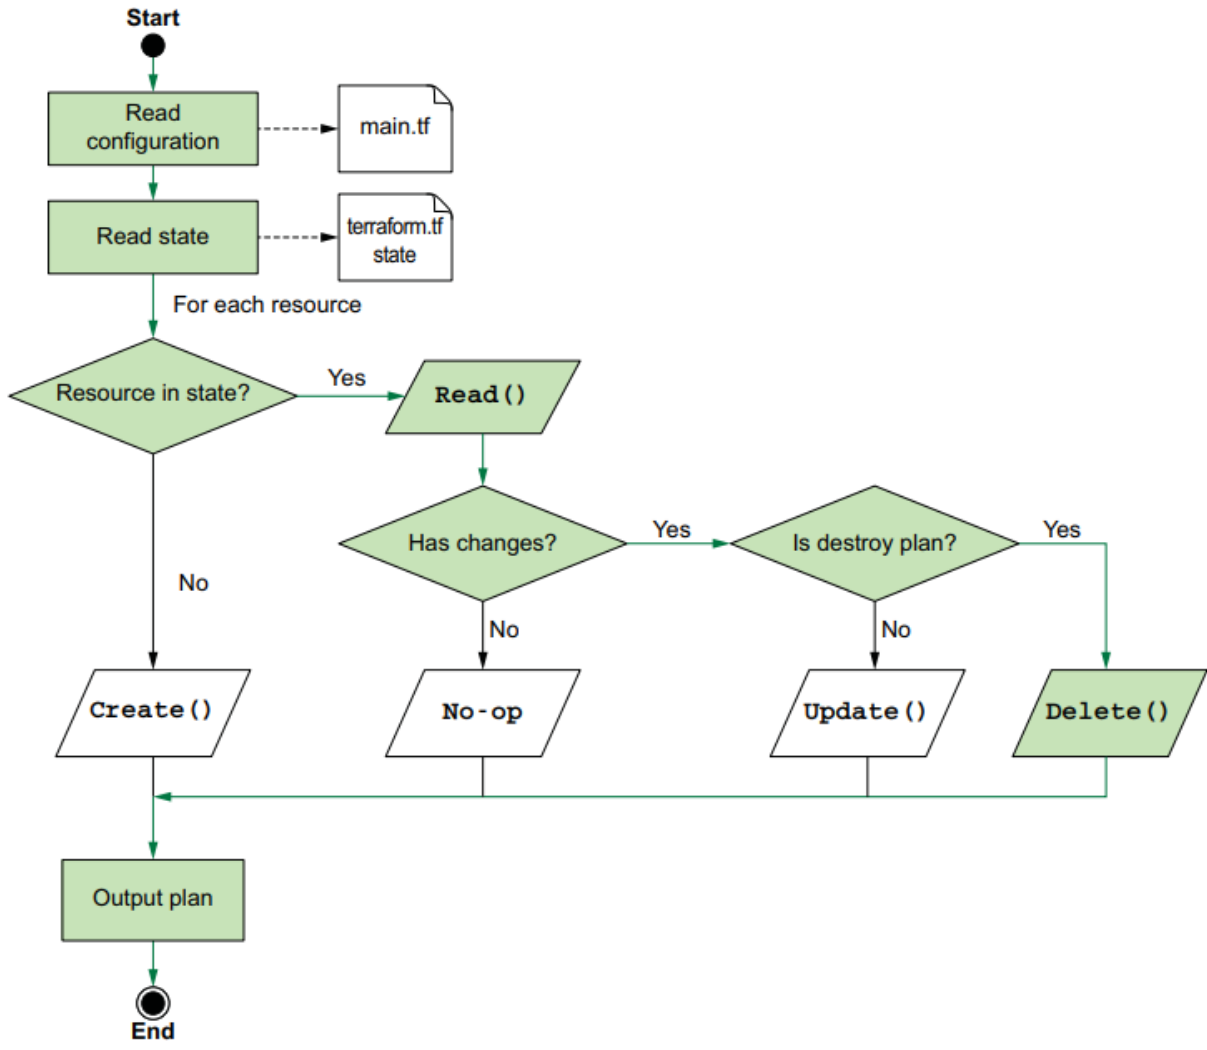 Start
Read
configuration
main.tf
Read state
terraform.tf
state
For each resource
Resource in state?
Yes
Read()
Has changes?
Yes
Is destroy plan?
Yes
No
No
No
Create()
No-op
Update()
Delete()
Output plan
End